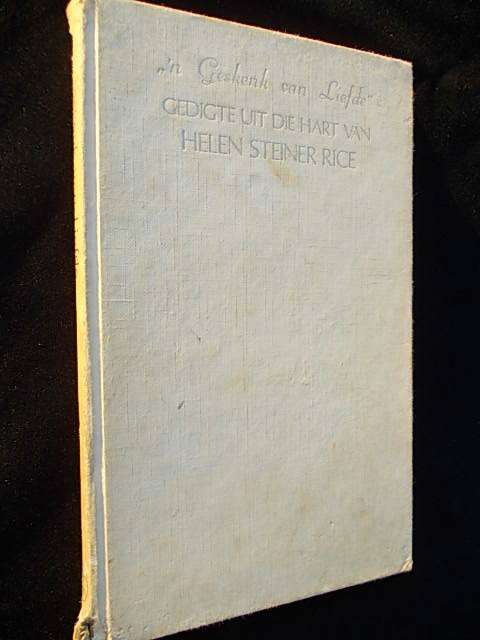 „'n Geskenk van Liefde”
GEDIGTE UIT DIE HART VAN
HELEN STEINER RICE